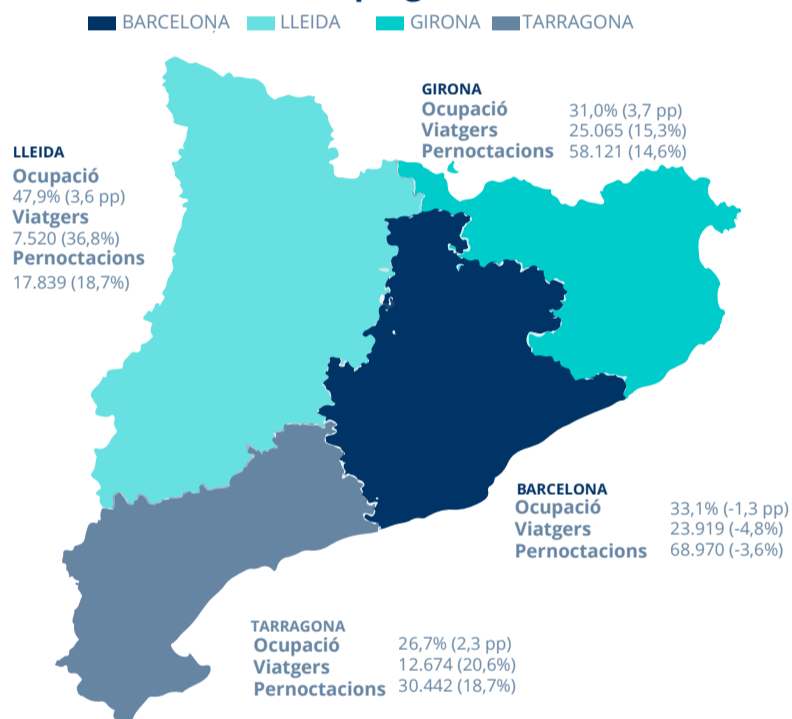 BARCELONA LLEIDA GIRONA TARRAGONA
GIRONA
Ocupació 31,0% (3,7 pp)
Viatgers 25.065 (15,3%)
Pernoctacions 58.121 (14,6%)
LLEIDA
Ocupació
47,9% (3,6 pp)
Viatgers
7.520 (36,8%)
Pernoctacions
17.839 (18,7%)
BARCELONA
Ocupació 33,1% (-1,3 pp)
Viatgers 23.919 (-4,8%)
Pernoctacions 68.970 (-3,6%)
TARRAGONA
Ocupació 26,7% (2,3 pp)
Viatgers 12.674 (20,6%)
Pernoctacions 30.442 (18,7%)